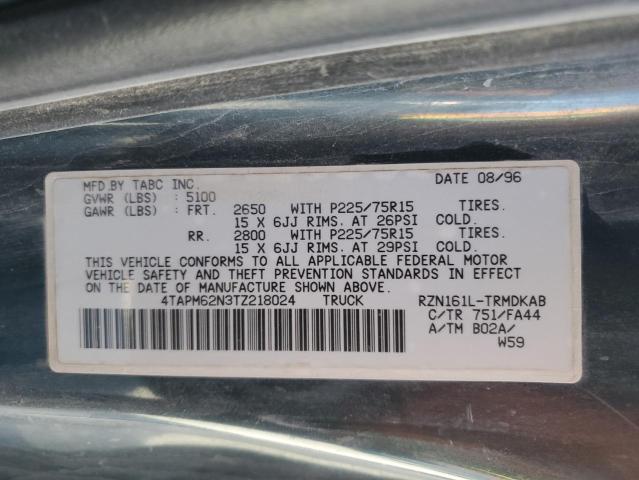 MFD.BY TABC INC. DATE 08/96
GVWR (LBS) : 5100
GAWR (LBS) : FRT. 2650 WITH P225/75R15 TIRES.
15 X 6JJ RIMS. AT 26PSI COLD.
RR. 2800 WITH P225/75R15 TIRES.
15 X 6JJ RIMS. AT 29PSI COLD.
THIS VEHICLE CONFORMS TO ALL APPLICABLE FEDERAL MOTOR
VEHICLE SAFETY AND THEFT PREVENTION STANDARDS IN EFFECT
ON THE DATE OF MANUFACTURE SHOWN ABOVE.
4TAPM62N3TZ218024 TRUCK RZN161L-TRMDKAB
C/TR 751/FA44
A/TM B02A/
W59